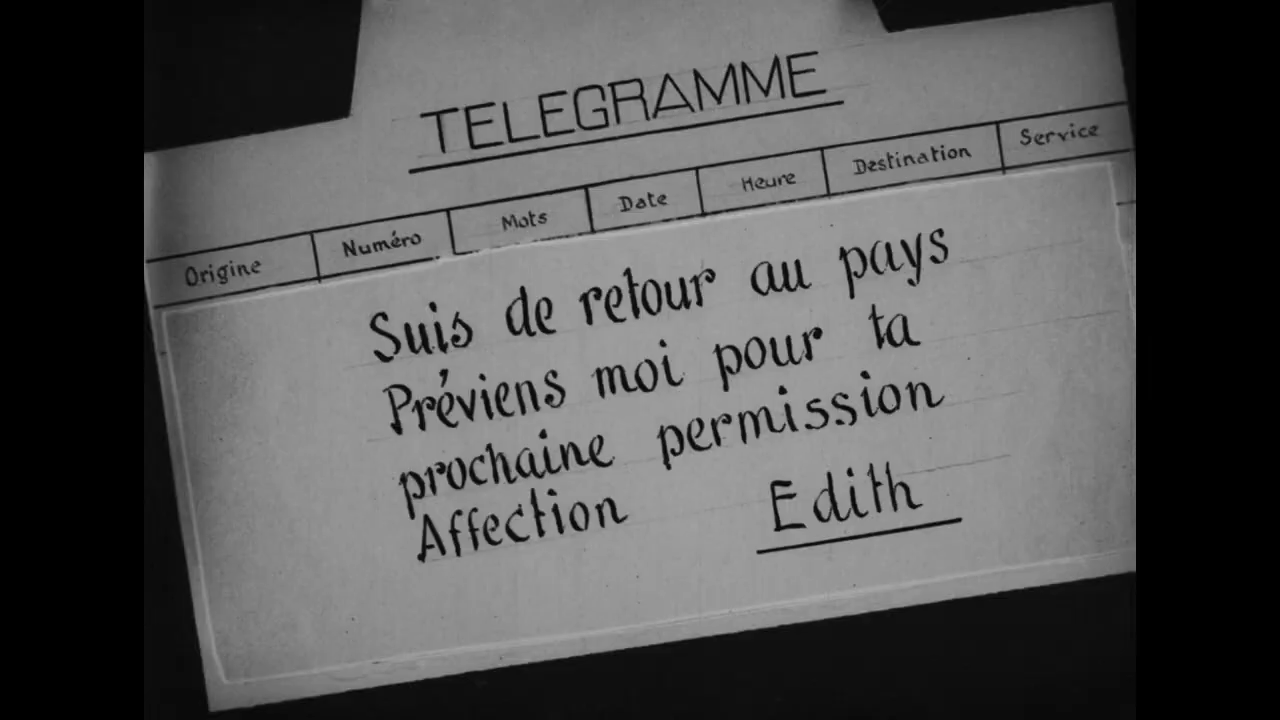 TELEGRAMME
Origine Numéro Mots Date Heure Destination Service
Suis de retour au pays
Préviens moi pour ta
prochaine permission
Affection Edith